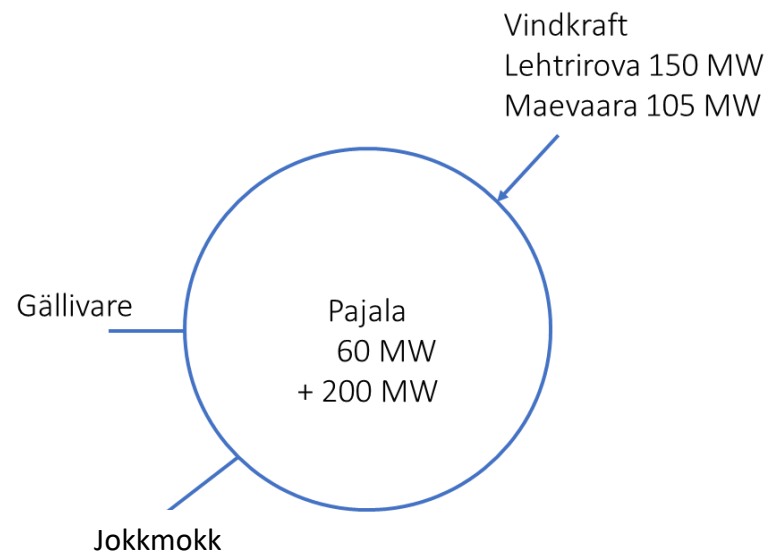 Vindkraft
Lehtrirova 150 MW
Maevaara 105 MW
Gällivare
Pajala
60 MW
+ 200 MW
Jokkmokk